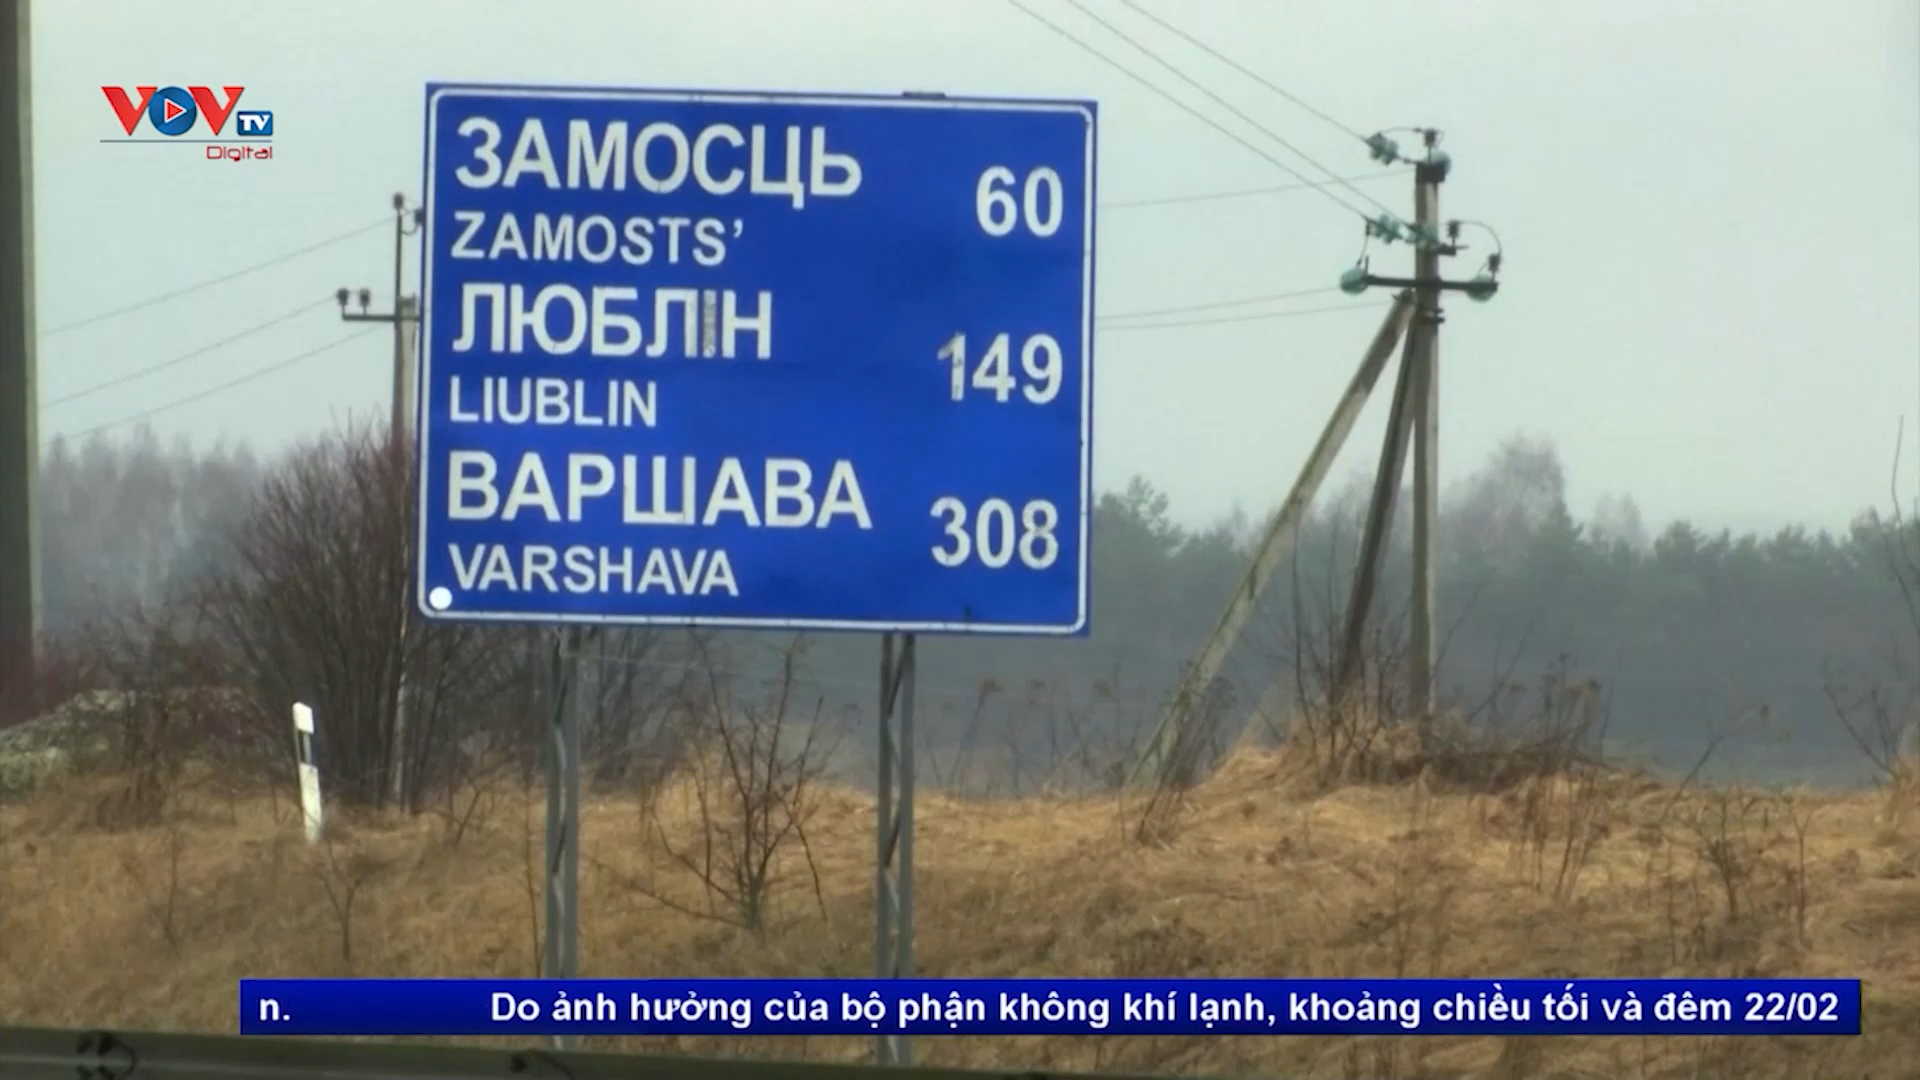 VOV TV
Digital
ЗАМОСЦЬ 60
ZAMOSTS’
ЛЮБЛІН 149
LIUBLIN
ВАРШАВА 308
VARSHAVA
n. Do ảnh hưởng của bộ phận không khí lạnh, khoảng chiều tối và đêm 22/02